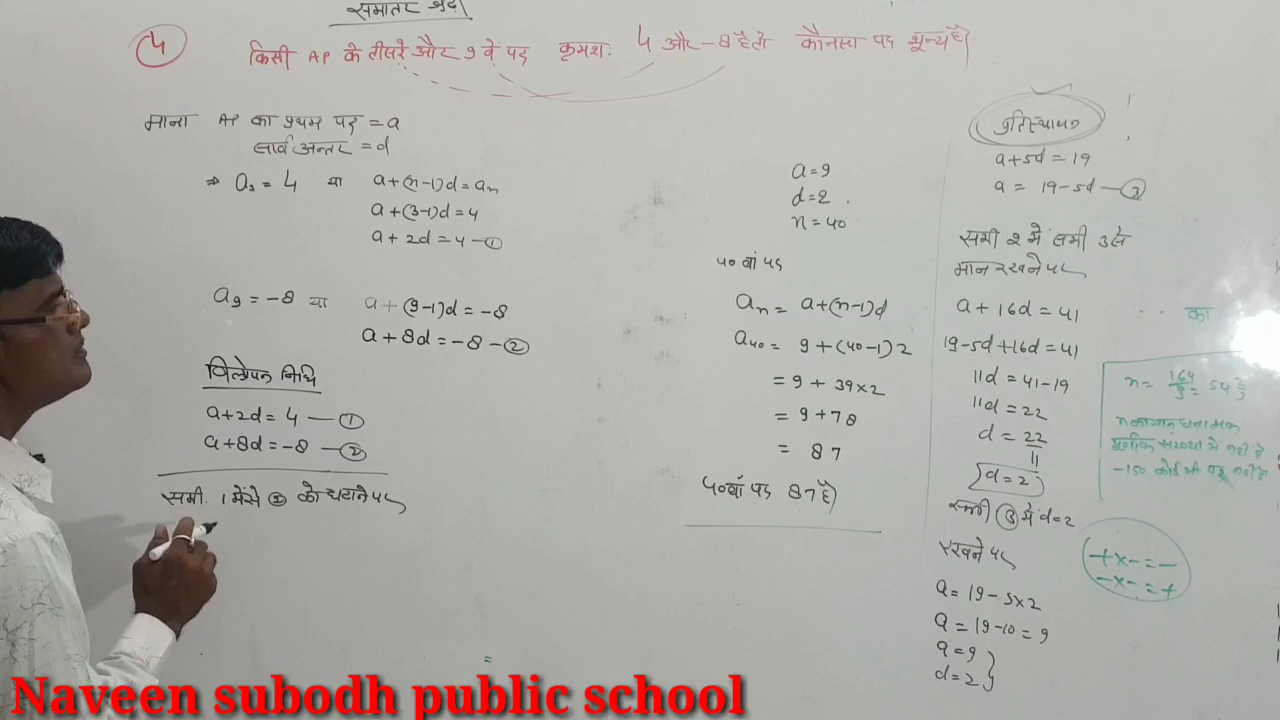 समांतर श्रेढ़ी
4 किसी AP के तीसरे और 9 वें पद क्रमशः 4 और -8 है तो कौनसा पद शून्य है
माना AP का प्रथम पद = a
सार्व अन्तर = d
⇒ a₃ = 4 या a+(n-1)d = aₙ
a+(3-1)d = 4
a + 2d = 4 - ①
a₉ = -8 या a+(9-1)d = -8
a + 8d = -8 - ②
विलोपन विधि
a+2d = 4 — ①
a+8d = -8 — ②
समी. 1 में से ② को घटाने पर
a = 9
d = 2
n = 40
40 वां पद
aₙ = a+(n-1)d
a₄₀ = 9+(40-1)2
= 9 + 39×2
= 9+78
= 87
40वां पद 87 है
प्रतिस्थापन
a+5d = 19
a = 19-5d — ③
समी 2 में समी 3 से
मान रखने पर
a + 16d = 41
19-5d+16d = 41
11d = 41-19
11d = 22
d = 22/11
d = 2
समी ③ में d=2
रखने पर
a = 19-5×2
a = 19-10 = 9
a = 9
d = 2
का
n = 164/3 = 54 2/3
n का मान धनात्मक
पूर्णांक संख्या में नहीं है
-150 कोई भी पद नहीं है
+×- = -
-×- = +
=
Naveen subodh public school